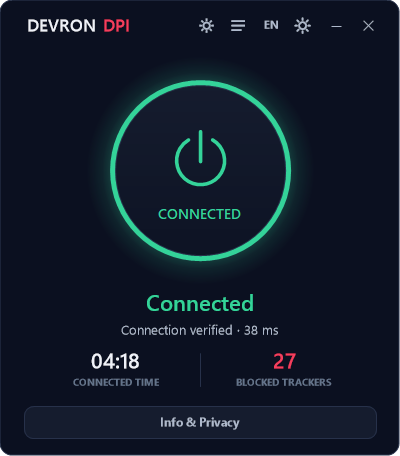 DEVRON DPI EN
CONNECTED
Connected
Connection verified · 38 ms
04:18 27
CONNECTED TIME BLOCKED TRACKERS
Info & Privacy